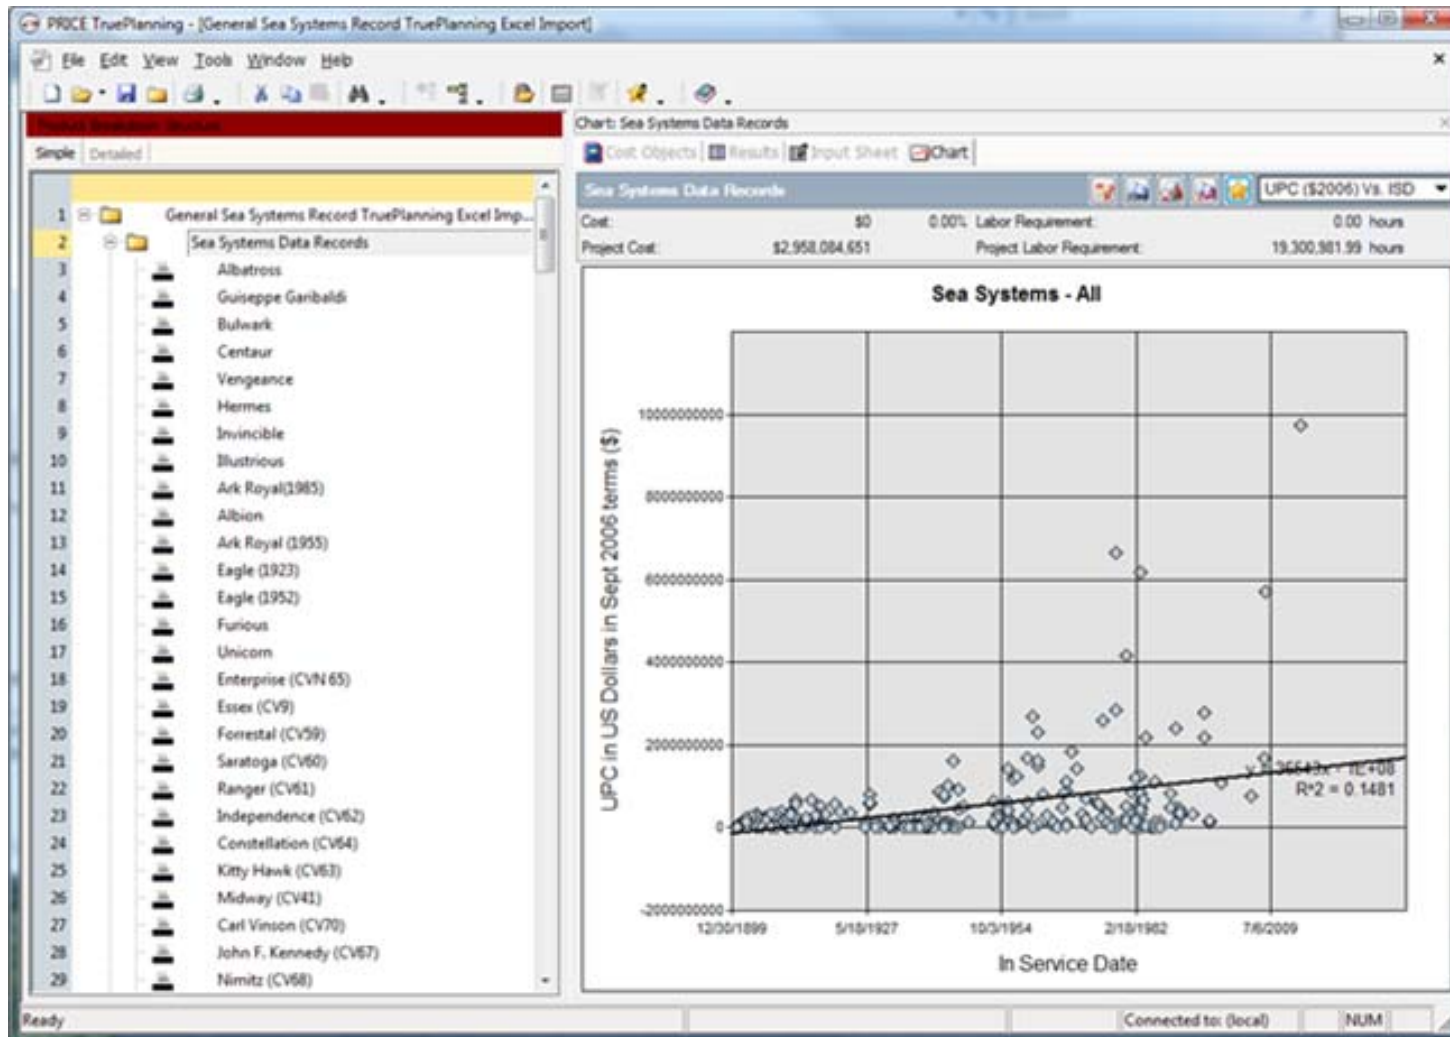 PRICE TruePlanning - [General Sea Systems Record TruePlanning Excel Import]
File Edit View Tools Window Help
Product Breakdown Structure
Simple Detailed
1 General Sea Systems Record TruePlanning Excel Imp...
2 Sea Systems Data Records
3 Albatross
4 Guiseppe Garibaldi
5 Bulwark
6 Centaur
7 Vengeance
8 Hermes
9 Invincible
10 Illustrious
11 Ark Royal(1985)
12 Albion
13 Ark Royal (1955)
14 Eagle (1923)
15 Eagle (1952)
16 Furious
17 Unicorn
18 Enterprise (CVN 65)
19 Essex (CV9)
20 Forrestal (CV59)
21 Saratoga (CV60)
22 Ranger (CV61)
23 Independence (CV62)
24 Constellation (CV64)
25 Kitty Hawk (CV63)
26 Midway (CV41)
27 Carl Vinson (CV70)
28 John F. Kennedy (CV67)
29 Nimitz (CV68)
Chart: Sea Systems Data Records
Cost Objects Results Input Sheet Chart
Sea Systems Data Records UPC ($2006) Vs. ISD
Cost: $0 0.00% Labor Requirement: 0.00 hours
Project Cost: $2,958,084,651 Project Labor Requirement: 19,300,981.99 hours
Sea Systems - All
UPC in US Dollars in Sept 2006 terms ($)
10000000000
8000000000
6000000000
4000000000
2000000000
0
-2000000000
R^2 = 0.1481
12/30/1899 5/18/1927 10/3/1954 2/18/1982 7/6/2009
In Service Date
Ready Connected to: (local) NUM